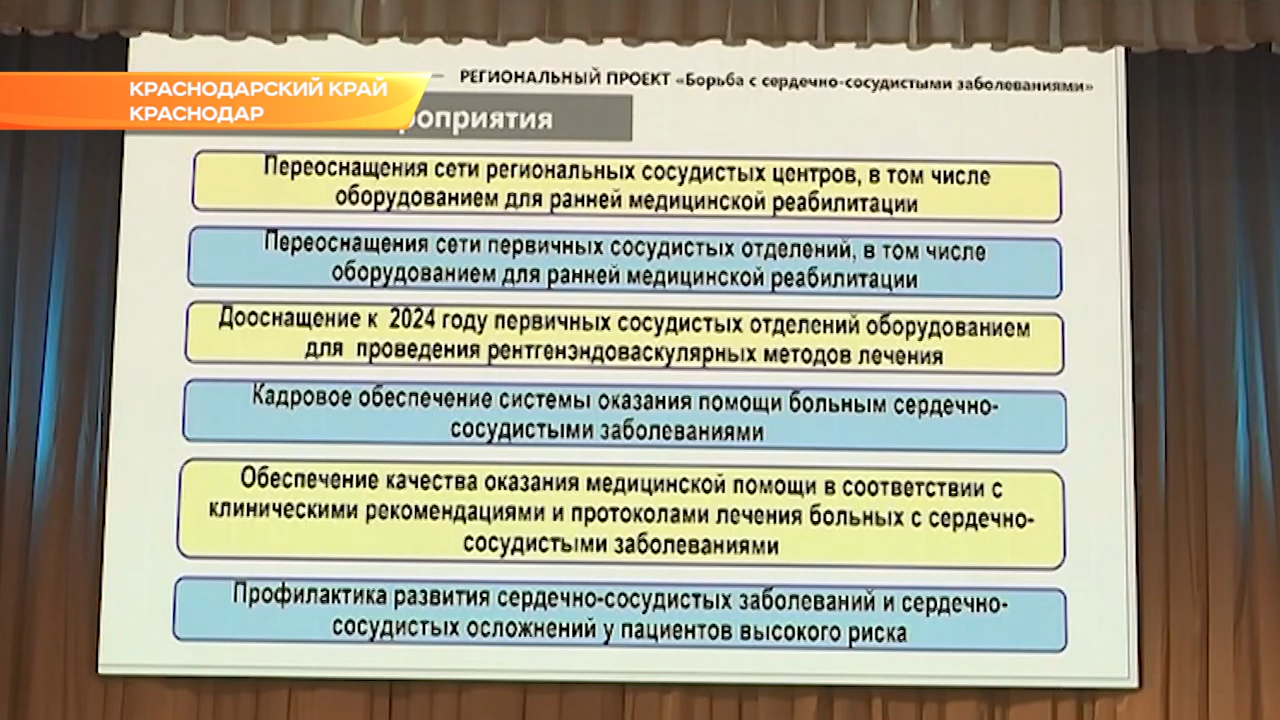 РЕГИОНАЛЬНЫЙ ПРОЕКТ «Борьба с сердечно-сосудистыми заболеваниями»
КРАСНОДАРСКИЙ КРАЙ
КРАСНОДАР
роприятия
Переоснащения сети региональных сосудистых центров, в том числе
оборудованием для ранней медицинской реабилитации
Переоснащения сети первичных сосудистых отделений, в том числе
оборудованием для ранней медицинской реабилитации
Дооснащение к 2024 году первичных сосудистых отделений оборудованием
для проведения рентгенэндоваскулярных методов лечения
Кадровое обеспечение системы оказания помощи больным сердечно-
сосудистыми заболеваниями
Обеспечение качества оказания медицинской помощи в соответствии с
клиническими рекомендациями и протоколами лечения больных с сердечно-
сосудистыми заболеваниями
Профилактика развития сердечно-сосудистых заболеваний и сердечно-
сосудистых осложнений у пациентов высокого риска